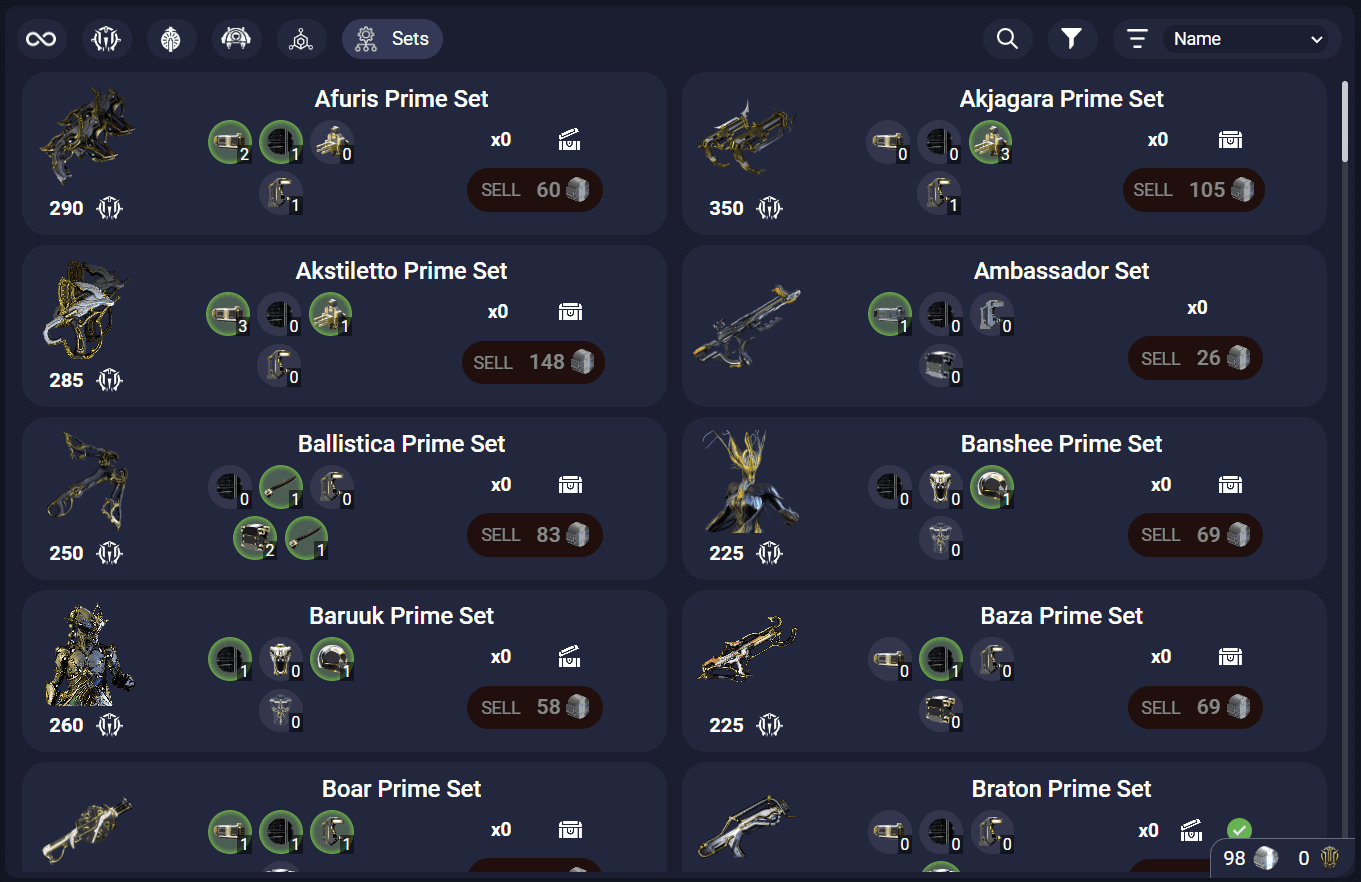 Sets
Name
Afuris Prime Set
2 1 0
x0
1
SELL 60
290
Akjagara Prime Set
0 0 3
x0
1
SELL 105
350
Akstiletto Prime Set
3 0 1
x0
0
SELL 148
285
Ambassador Set
1 0 0
x0
0
SELL 26
Ballistica Prime Set
0 1 0
x0
2 1
SELL 83
250
Banshee Prime Set
0 0 1
x0
0
SELL 69
225
Baruuk Prime Set
1 0 1
x0
0
SELL 58
260
Baza Prime Set
0 1 0
x0
0
SELL 69
225
Boar Prime Set
1 1 1
x0
Braton Prime Set
0 0 0
x0
98 0